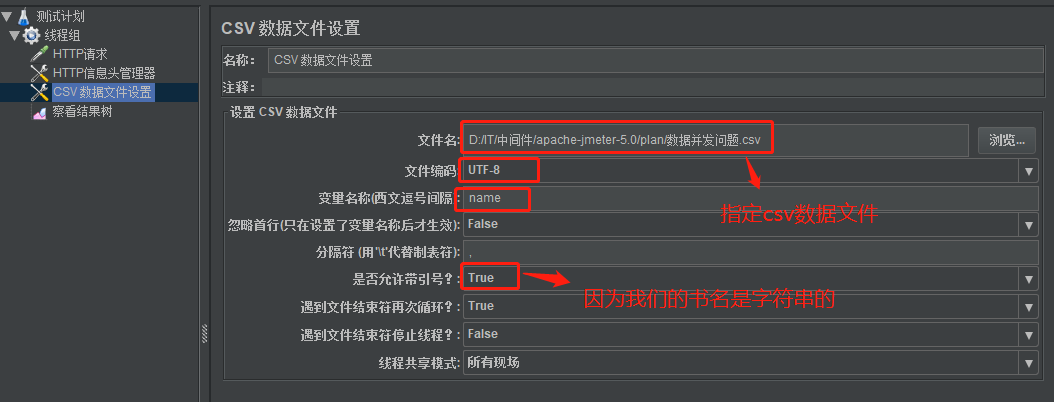 测试计划
线程组
HTTP请求
HTTP信息头管理器
CSV 数据文件设置
察看结果树
CSV 数据文件设置
名称： CSV 数据文件设置
注释：
设置 CSV 数据文件
文件名: D:/IT/中间件/apache-jmeter-5.0/plan/数据并发问题.csv 浏览...
文件编码 UTF-8
变量名称(西文逗号间隔): name
指定csv数据文件
忽略首行(只在设置了变量名称后才生效): False
分隔符 (用'\t'代替制表符): ,
是否允许带引号？: True
因为我们的书名是字符串的
遇到文件结束符再次循环？: True
遇到文件结束符停止线程？: False
线程共享模式: 所有现场